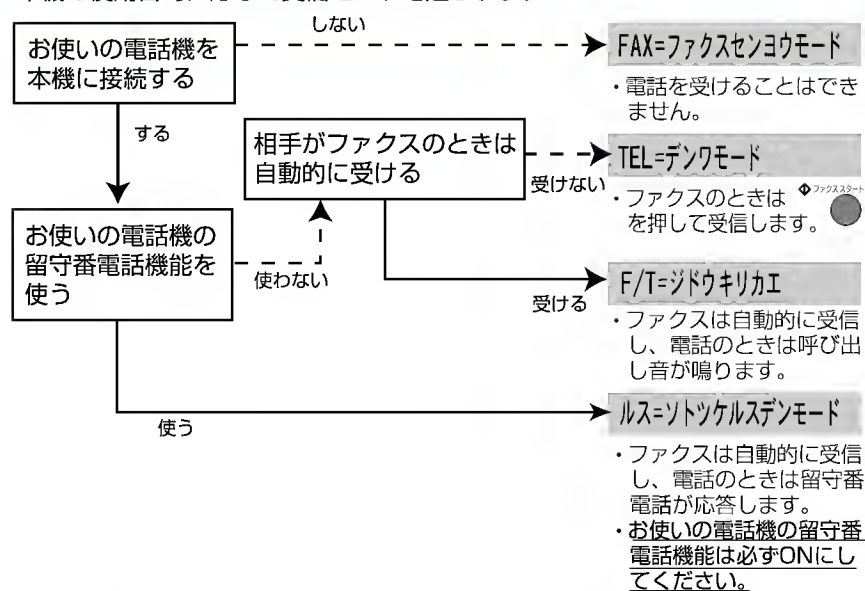 しない
お使いの電話機を
本機に接続する
FAX=ファクスセンヨウモード
・電話を受けることはでき
ません。
する
相手がファクスのときは
自動的に受ける
受けない
TEL=デンワモード
・ファクスのときは
ファクススタート
を押して受信します。
お使いの電話機の
留守番電話機能を
使う
使わない
受ける
F/T=ジドウキリカエ
・ファクスは自動的に受信
し、電話のときは呼び出
し音が鳴ります。
使う
ルス=ソトツケルスデンモード
・ファクスは自動的に受信
し、電話のときは留守番
電話が応答します。
・お使いの電話機の留守番
電話機能は必ずONにし
てください。